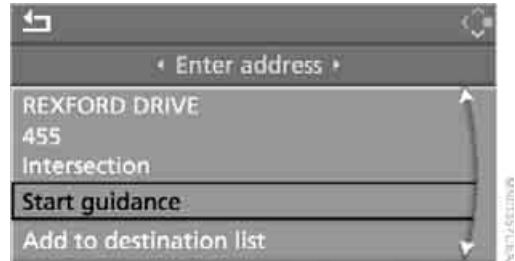 Enter address
REXFORD DRIVE
455
Intersection
Start guidance
Add to destination list